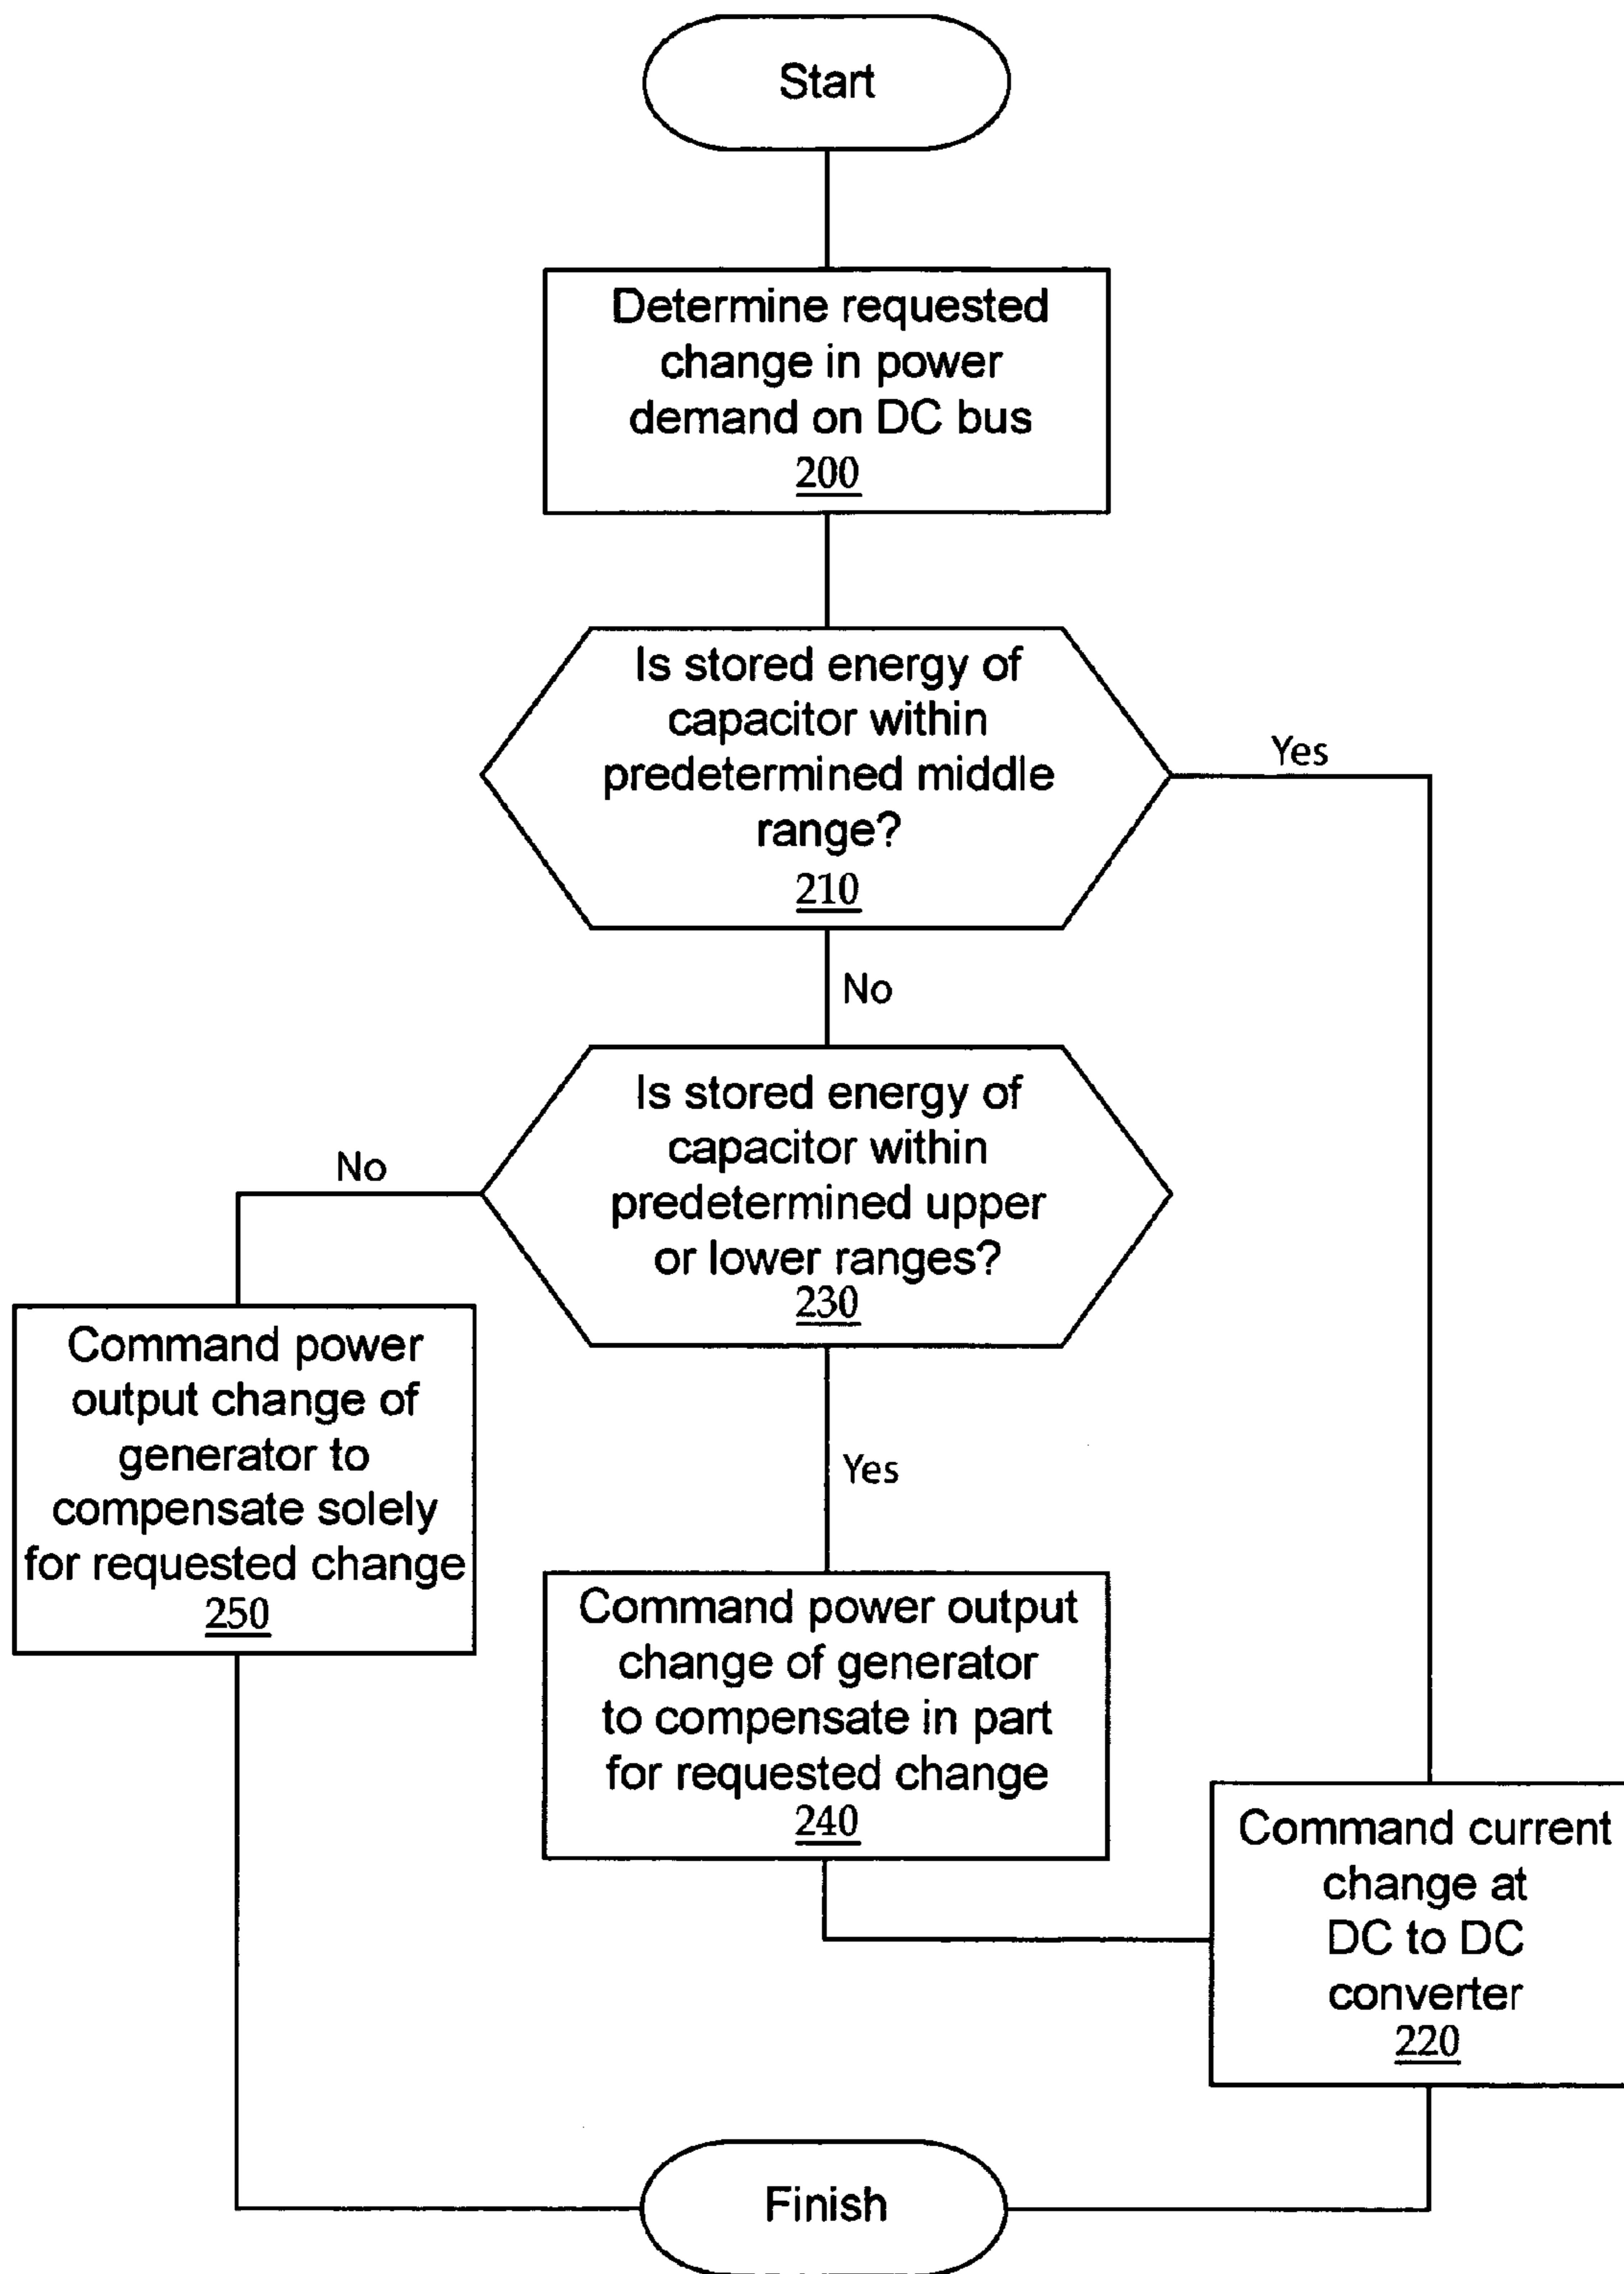 Start
Determine requested
change in power
demand on DC bus
200
Is stored energy of
capacitor within
predetermined middle
range?
210
Yes
No
Is stored energy of
capacitor within
predetermined upper
or lower ranges?
230
No
Command power
output change of
generator to
compensate solely
for requested change
250
Yes
Command power output
change of generator
to compensate in part
for requested change
240
Command current
change at
DC to DC
converter
220
Finish